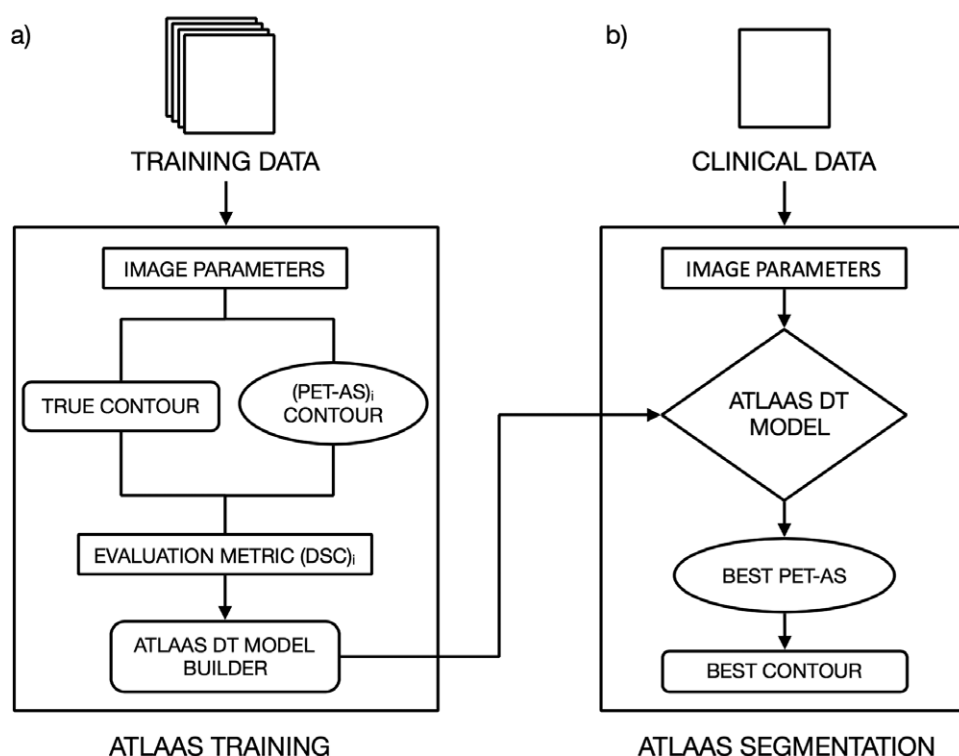 a)
TRAINING DATA
IMAGE PARAMETERS
TRUE CONTOUR
(PET-AS)i
CONTOUR
EVALUATION METRIC (DSC)i
ATLAAS DT MODEL
BUILDER
ATLAAS TRAINING
b)
CLINICAL DATA
IMAGE PARAMETERS
ATLAAS DT
MODEL
BEST PET-AS
BEST CONTOUR
ATLAAS SEGMENTATION